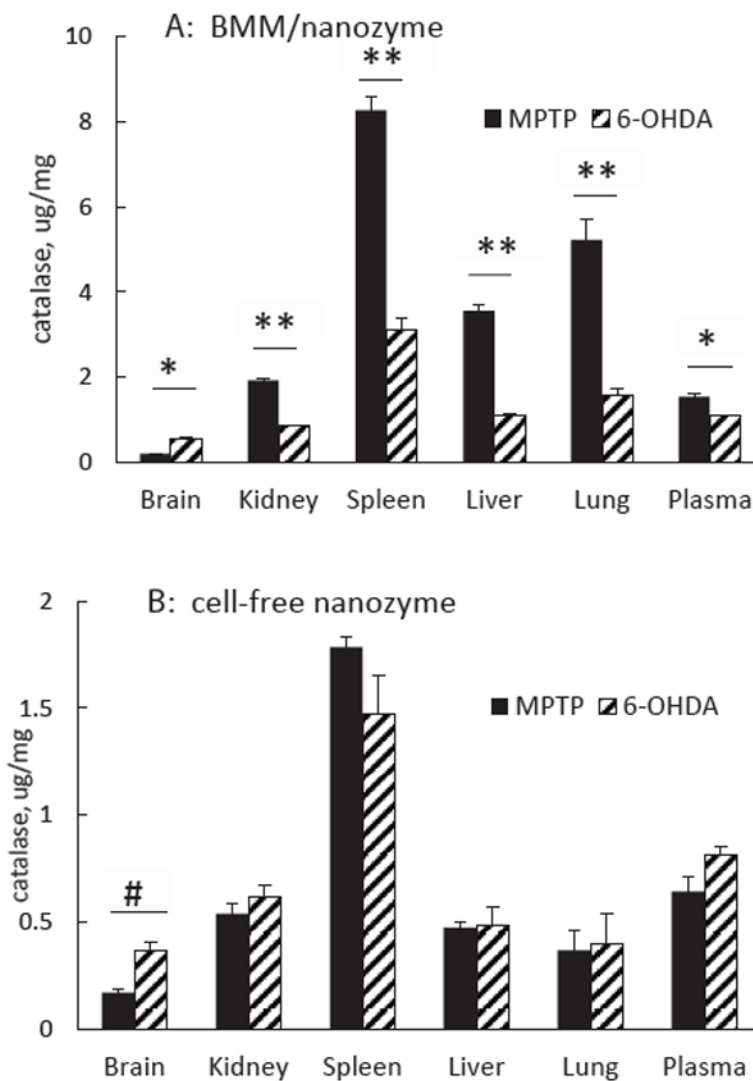 A: BMM/nanozyme
10
8
6
4
2
0
catalase, ug/mg
MPTP 6-OHDA
*
**
**
**
**
*
Brain Kidney Spleen Liver Lung Plasma
B: cell-free nanozyme
2
1.5
1
0.5
0
catalase, ug/mg
MPTP 6-OHDA
#
Brain Kidney Spleen Liver Lung Plasma